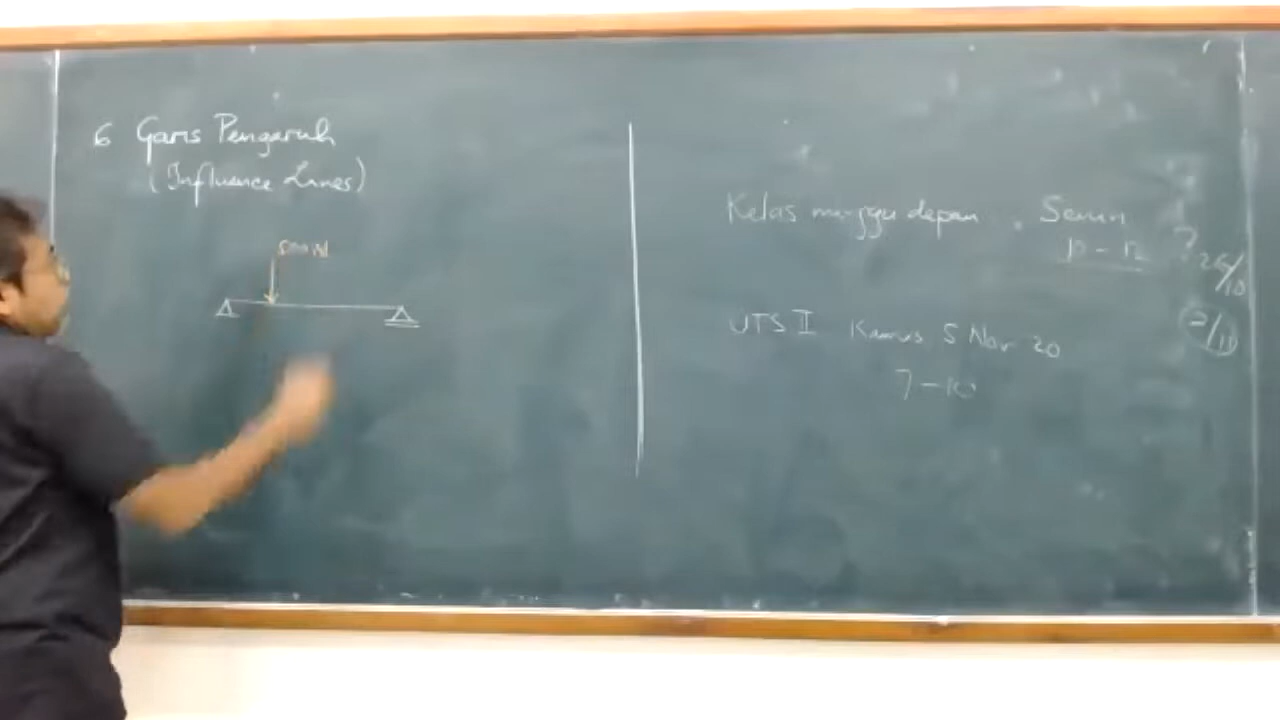 6 Garis Pengaruh
(Influence Lines)
500 N
Kelas minggu depan . Senin
10 - 12 ?
26/10
2/11
UTS II Kamis 5 Nov 20
7 - 10